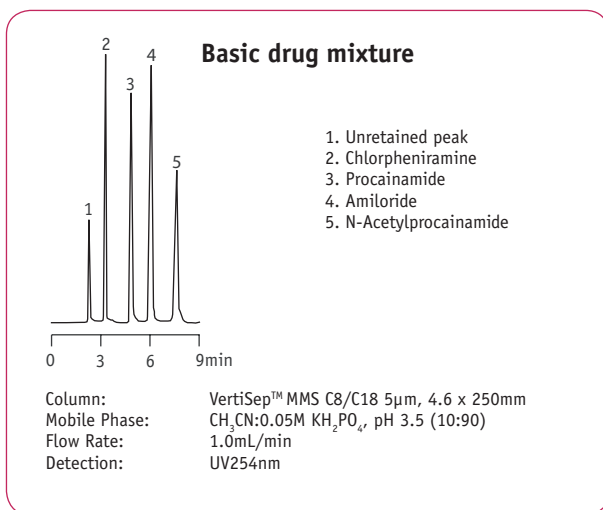 Basic drug mixture
1
2
3
4
5
1. Unretained peak
2. Chlorpheniramine
3. Procainamide
4. Amiloride
5. N-Acetylprocainamide
0 3 6 9min
Column: VertiSep™ MMS C8/C18 5µm, 4.6 x 250mm
Mobile Phase: CH₃CN:0.05M KH₂PO₄, pH 3.5 (10:90)
Flow Rate: 1.0mL/min
Detection: UV254nm